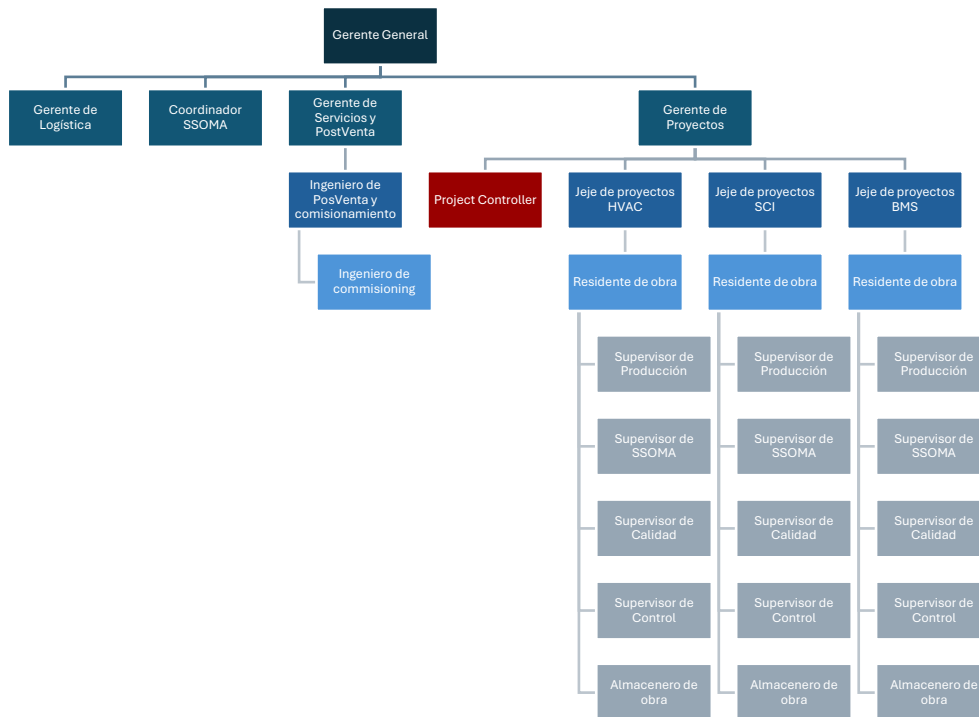 Gerente General
Gerente de
Logística
Coordinador
SSOMA
Gerente de
Servicios y
PostVenta
Gerente de
Proyectos
Ingeniero de
PosVenta y
comisionamiento
Project Controller
Jeje de proyectos
HVAC
Jeje de proyectos
SCI
Jeje de proyectos
BMS
Ingeniero de
commisioning
Residente de obra
Residente de obra
Residente de obra
Supervisor de
Producción
Supervisor de
Producción
Supervisor de
Producción
Supervisor de
SSOMA
Supervisor de
SSOMA
Supervisor de
SSOMA
Supervisor de
Calidad
Supervisor de
Calidad
Supervisor de
Calidad
Supervisor de
Control
Supervisor de
Control
Supervisor de
Control
Almacenero de
obra
Almacenero de
obra
Almacenero de
obra